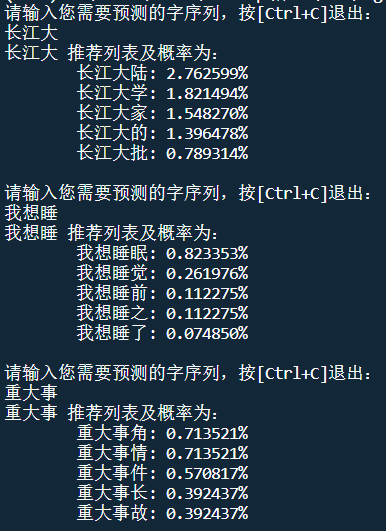 请输入您需要预测的字序列，按[Ctrl+C]退出：
长江大
长江大 推荐列表及概率为：
长江大陆: 2.762599%
长江大学: 1.821494%
长江大家: 1.548270%
长江大的: 1.396478%
长江大批: 0.789314%
请输入您需要预测的字序列，按[Ctrl+C]退出：
我想睡
我想睡 推荐列表及概率为：
我想睡眠: 0.823353%
我想睡觉: 0.261976%
我想睡前: 0.112275%
我想睡之: 0.112275%
我想睡了: 0.074850%
请输入您需要预测的字序列，按[Ctrl+C]退出：
重大事
重大事 推荐列表及概率为：
重大事角: 0.713521%
重大事情: 0.713521%
重大事件: 0.570817%
重大事长: 0.392437%
重大事故: 0.392437%